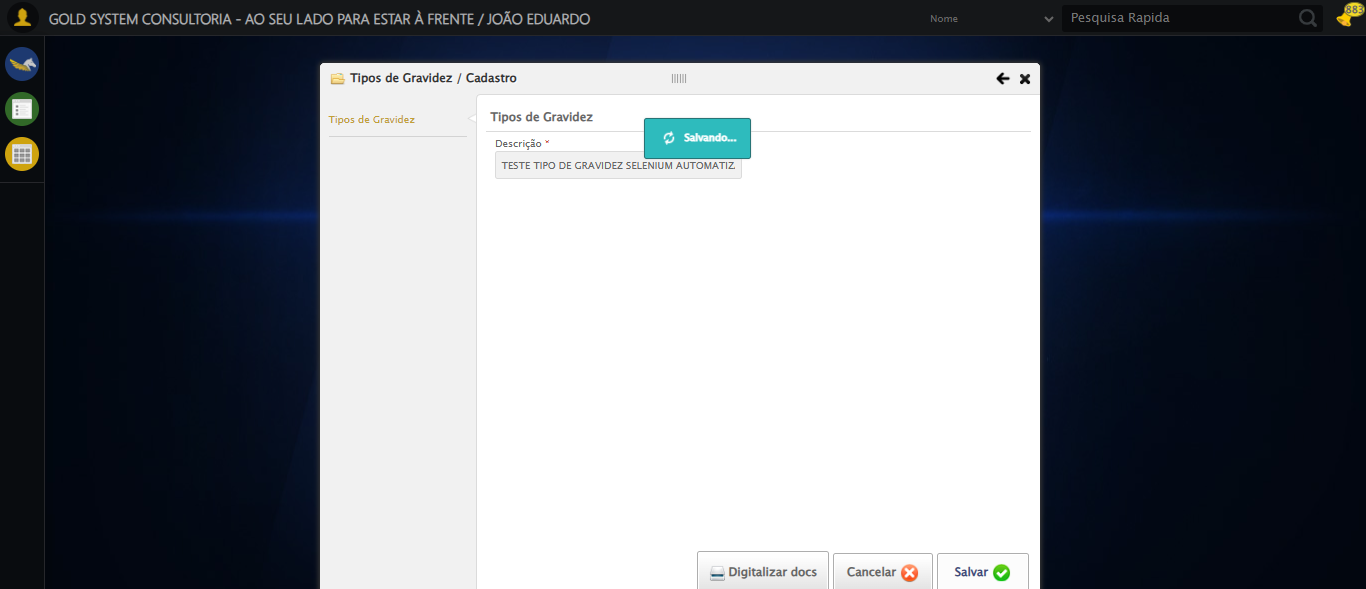 GOLD SYSTEM CONSULTORIA - AO SEU LADO PARA ESTAR À FRENTE / JOÃO EDUARDO
Nome
Pesquisa Rapida
883
Tipos de Gravidez / Cadastro
Tipos de Gravidez
Tipos de Gravidez
Salvando...
Descrição *
TESTE TIPO DE GRAVIDEZ SELENIUM AUTOMATIZ
Digitalizar docs
Cancelar
Salvar